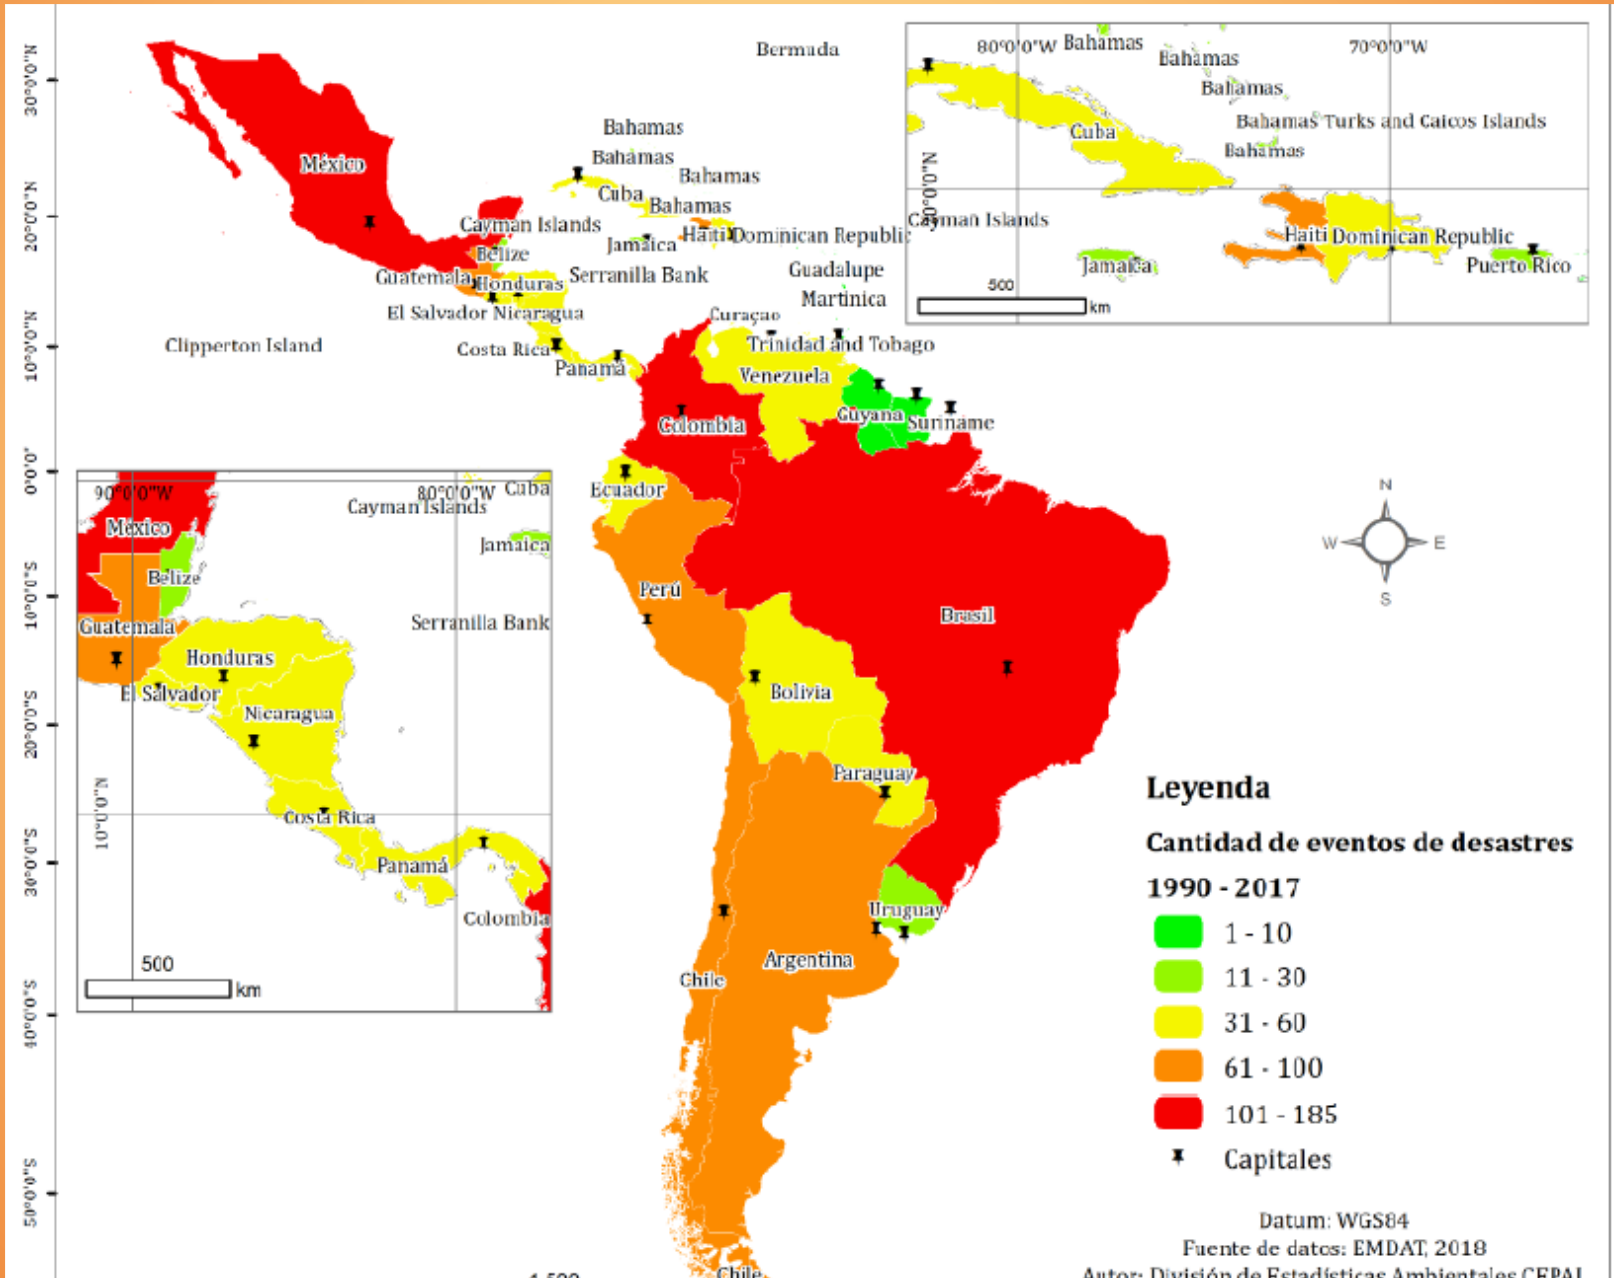 30°0'0"N
20°0'0"N
10°0'0"N
0°0'0"
10°0'0"S
20°0'0"S
30°0'0"S
40°0'0"S
50°0'0"S
Bermuda
México
Bahamas
Bahamas
Bahamas
Cuba
Bahamas
Cayman Islands
Jamaica
Haiti
Dominican Republic
Belize
Guatemala
Honduras
Serranilla Bank
Guadalupe
Martinica
El Salvador
Nicaragua
Curaçao
Clipperton Island
Costa Rica
Panamá
Trinidad and Tobago
Venezuela
Guyana
Suriname
Colombia
Ecuador
Perú
Brasil
Bolivia
Paraguay
Uruguay
Argentina
Chile
Chile
80°0'0"W
70°0'0"W
Bahamas
Bahamas
Bahamas
Bahamas
Turks and Caicos Islands
Bahamas
Cuba
Cayman Islands
Haiti
Dominican Republic
Jamaica
Puerto Rico
500
km
90°0'0"W
80°0'0"W
Cuba
Cayman Islands
México
Jamaica
Belize
Serranilla Bank
Guatemala
Honduras
El Salvador
Nicaragua
10°0'0"N
Costa Rica
Panamá
Colombia
500
km
N
W
E
S
Leyenda
Cantidad de eventos de desastres
1990 - 2017
1 - 10
11 - 30
31 - 60
61 - 100
101 - 185
Capitales
Datum: WGS84
Fuente de datos: EMDAT, 2018
Autor: División de Estadísticas Ambientales CEPAL